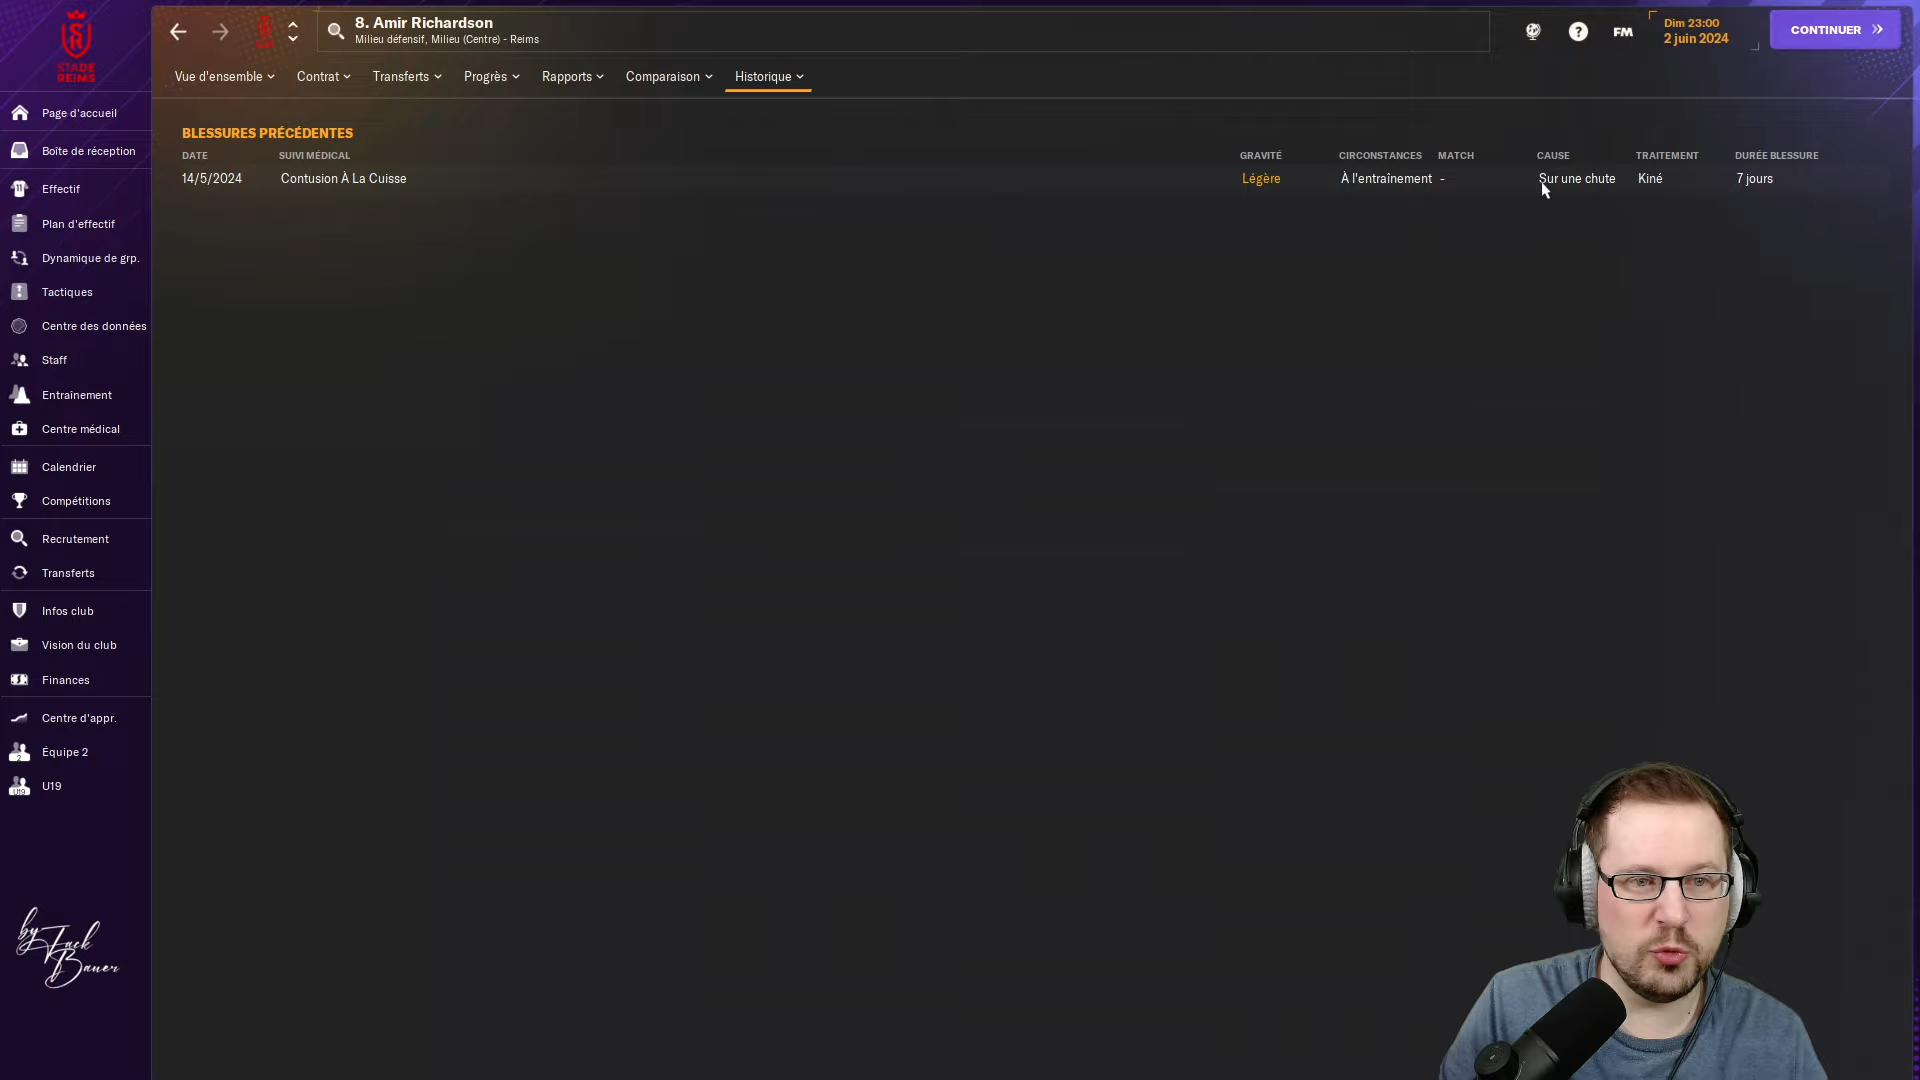 STADE
REIMS
8. Amir Richardson
Milieu défensif, Milieu (Centre) - Reims
?
FM
Dim 23:00
2 juin 2024
CONTINUER
Vue d'ensemble
Contrat
Transferts
Progrès
Rapports
Comparaison
Historique
Page d'accueil
Boîte de réception
Effectif
Plan d'effectif
Dynamique de grp.
Tactiques
Centre des données
Staff
Entraînement
Centre médical
Calendrier
Compétitions
Recrutement
Transferts
Infos club
Vision du club
Finances
Centre d'appr.
2
Équipe 2
U19
U19
BLESSURES PRÉCÉDENTES
DATE SUIVI MÉDICAL GRAVITÉ CIRCONSTANCES MATCH CAUSE TRAITEMENT DURÉE BLESSURE
14/5/2024 Contusion À La Cuisse Légère À l'entraînement - Sur une chute Kiné 7 jours
by Jack
Bauer